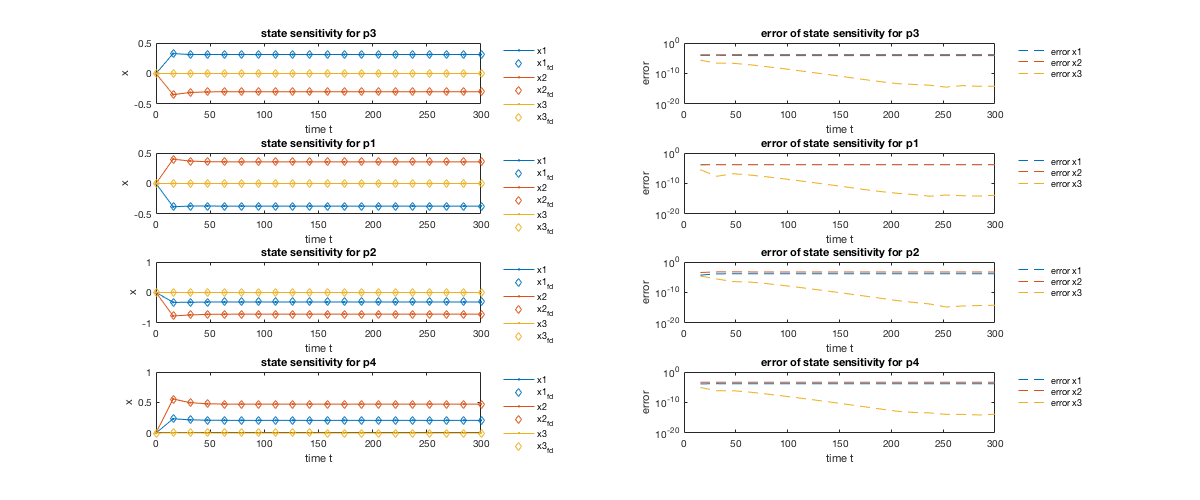 state sensitivity for p3
0.5
0
-0.5
x
0 50 100 150 200 250 300
time t
x1
x1fd
x2
x2fd
x3
x3fd
error of state sensitivity for p3
10^0
10^-10
10^-20
error
0 50 100 150 200 250 300
time t
error x1
error x2
error x3
state sensitivity for p1
0.5
0
-0.5
x
0 50 100 150 200 250 300
time t
x1
x1fd
x2
x2fd
x3
x3fd
error of state sensitivity for p1
10^0
10^-10
10^-20
error
0 50 100 150 200 250 300
time t
error x1
error x2
error x3
state sensitivity for p2
1
0
-1
x
0 50 100 150 200 250 300
time t
x1
x1fd
x2
x2fd
x3
x3fd
error of state sensitivity for p2
10^0
10^-10
10^-20
error
0 50 100 150 200 250 300
time t
error x1
error x2
error x3
state sensitivity for p4
1
0.5
0
x
0 50 100 150 200 250 300
time t
x1
x1fd
x2
x2fd
x3
x3fd
error of state sensitivity for p4
10^0
10^-10
10^-20
error
0 50 100 150 200 250 300
time t
error x1
error x2
error x3